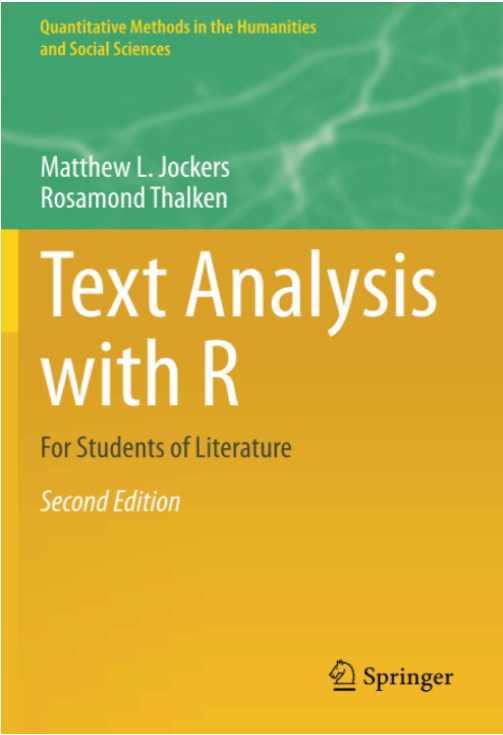 Quantitative Methods in the Humanities
and Social Sciences
Matthew L. Jockers
Rosamond Thalken
Text Analysis
with R
For Students of Literature
Second Edition
Springer